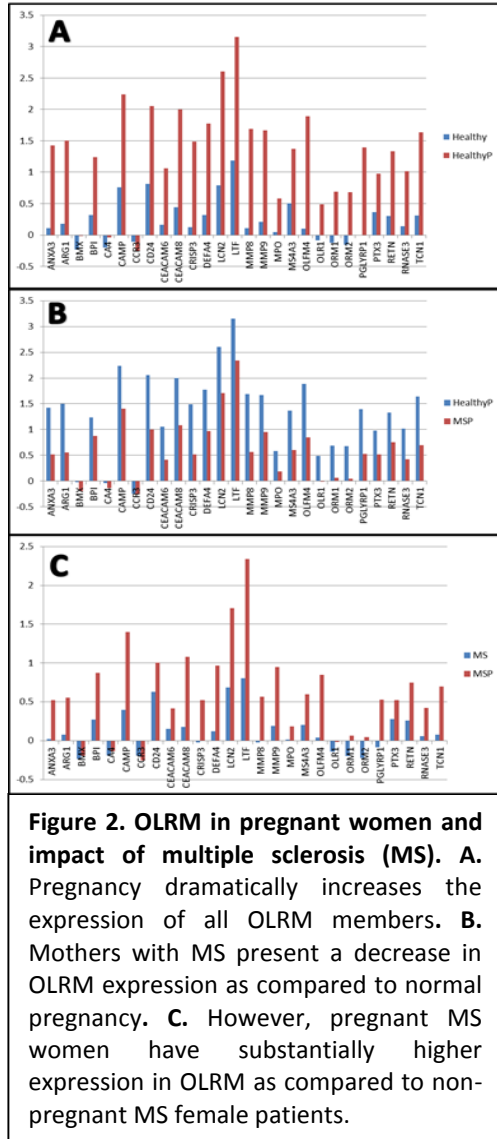 A
3.5
3
2.5
2
1.5
1
0.5
0
-0.5
ANXA3
ARG1
BMX
BPI
CA4
CAMP
CCR3
CD24
CEACAM6
CEACAM8
CRISP3
DEFA4
LCN2
LTF
MMP8
MMP9
MPO
MS4A3
OLFM4
OLR1
ORM1
ORM2
PGLYRP1
PTX3
RETN
RNASE3
TCN1
Healthy
HealthyP
B
3.5
3
2.5
2
1.5
1
0.5
0
-0.5
ANXA3
ARG1
BMX
BPI
CA4
CAMP
CCR3
CD24
CEACAM6
CEACAM8
CRISP3
DEFA4
LCN2
LTF
MMP8
MMP9
MPO
MS4A3
OLFM4
OLR1
ORM1
ORM2
PGLYRP1
PTX3
RETN
RNASE3
TCN1
HealthyP
MSP
C
2.5
2
1.5
1
0.5
0
-0.5
ANXA3
ARG1
BMX
BPI
CA4
CAMP
CCR3
CD24
CEACAM6
CEACAM8
CRISP3
DEFA4
LCN2
LTF
MMP8
MMP9
MPO
MS4A3
OLFM4
OLR1
ORM1
ORM2
PGLYRP1
PTX3
RETN
RNASE3
TCN1
MS
MSP
Figure 2. OLRM in pregnant women and
impact of multiple sclerosis (MS). A.
Pregnancy dramatically increases the
expression of all OLRM members. B.
Mothers with MS present a decrease in
OLRM expression as compared to normal
pregnancy. C. However, pregnant MS
women have substantially higher
expression in OLRM as compared to non-
pregnant MS female patients.